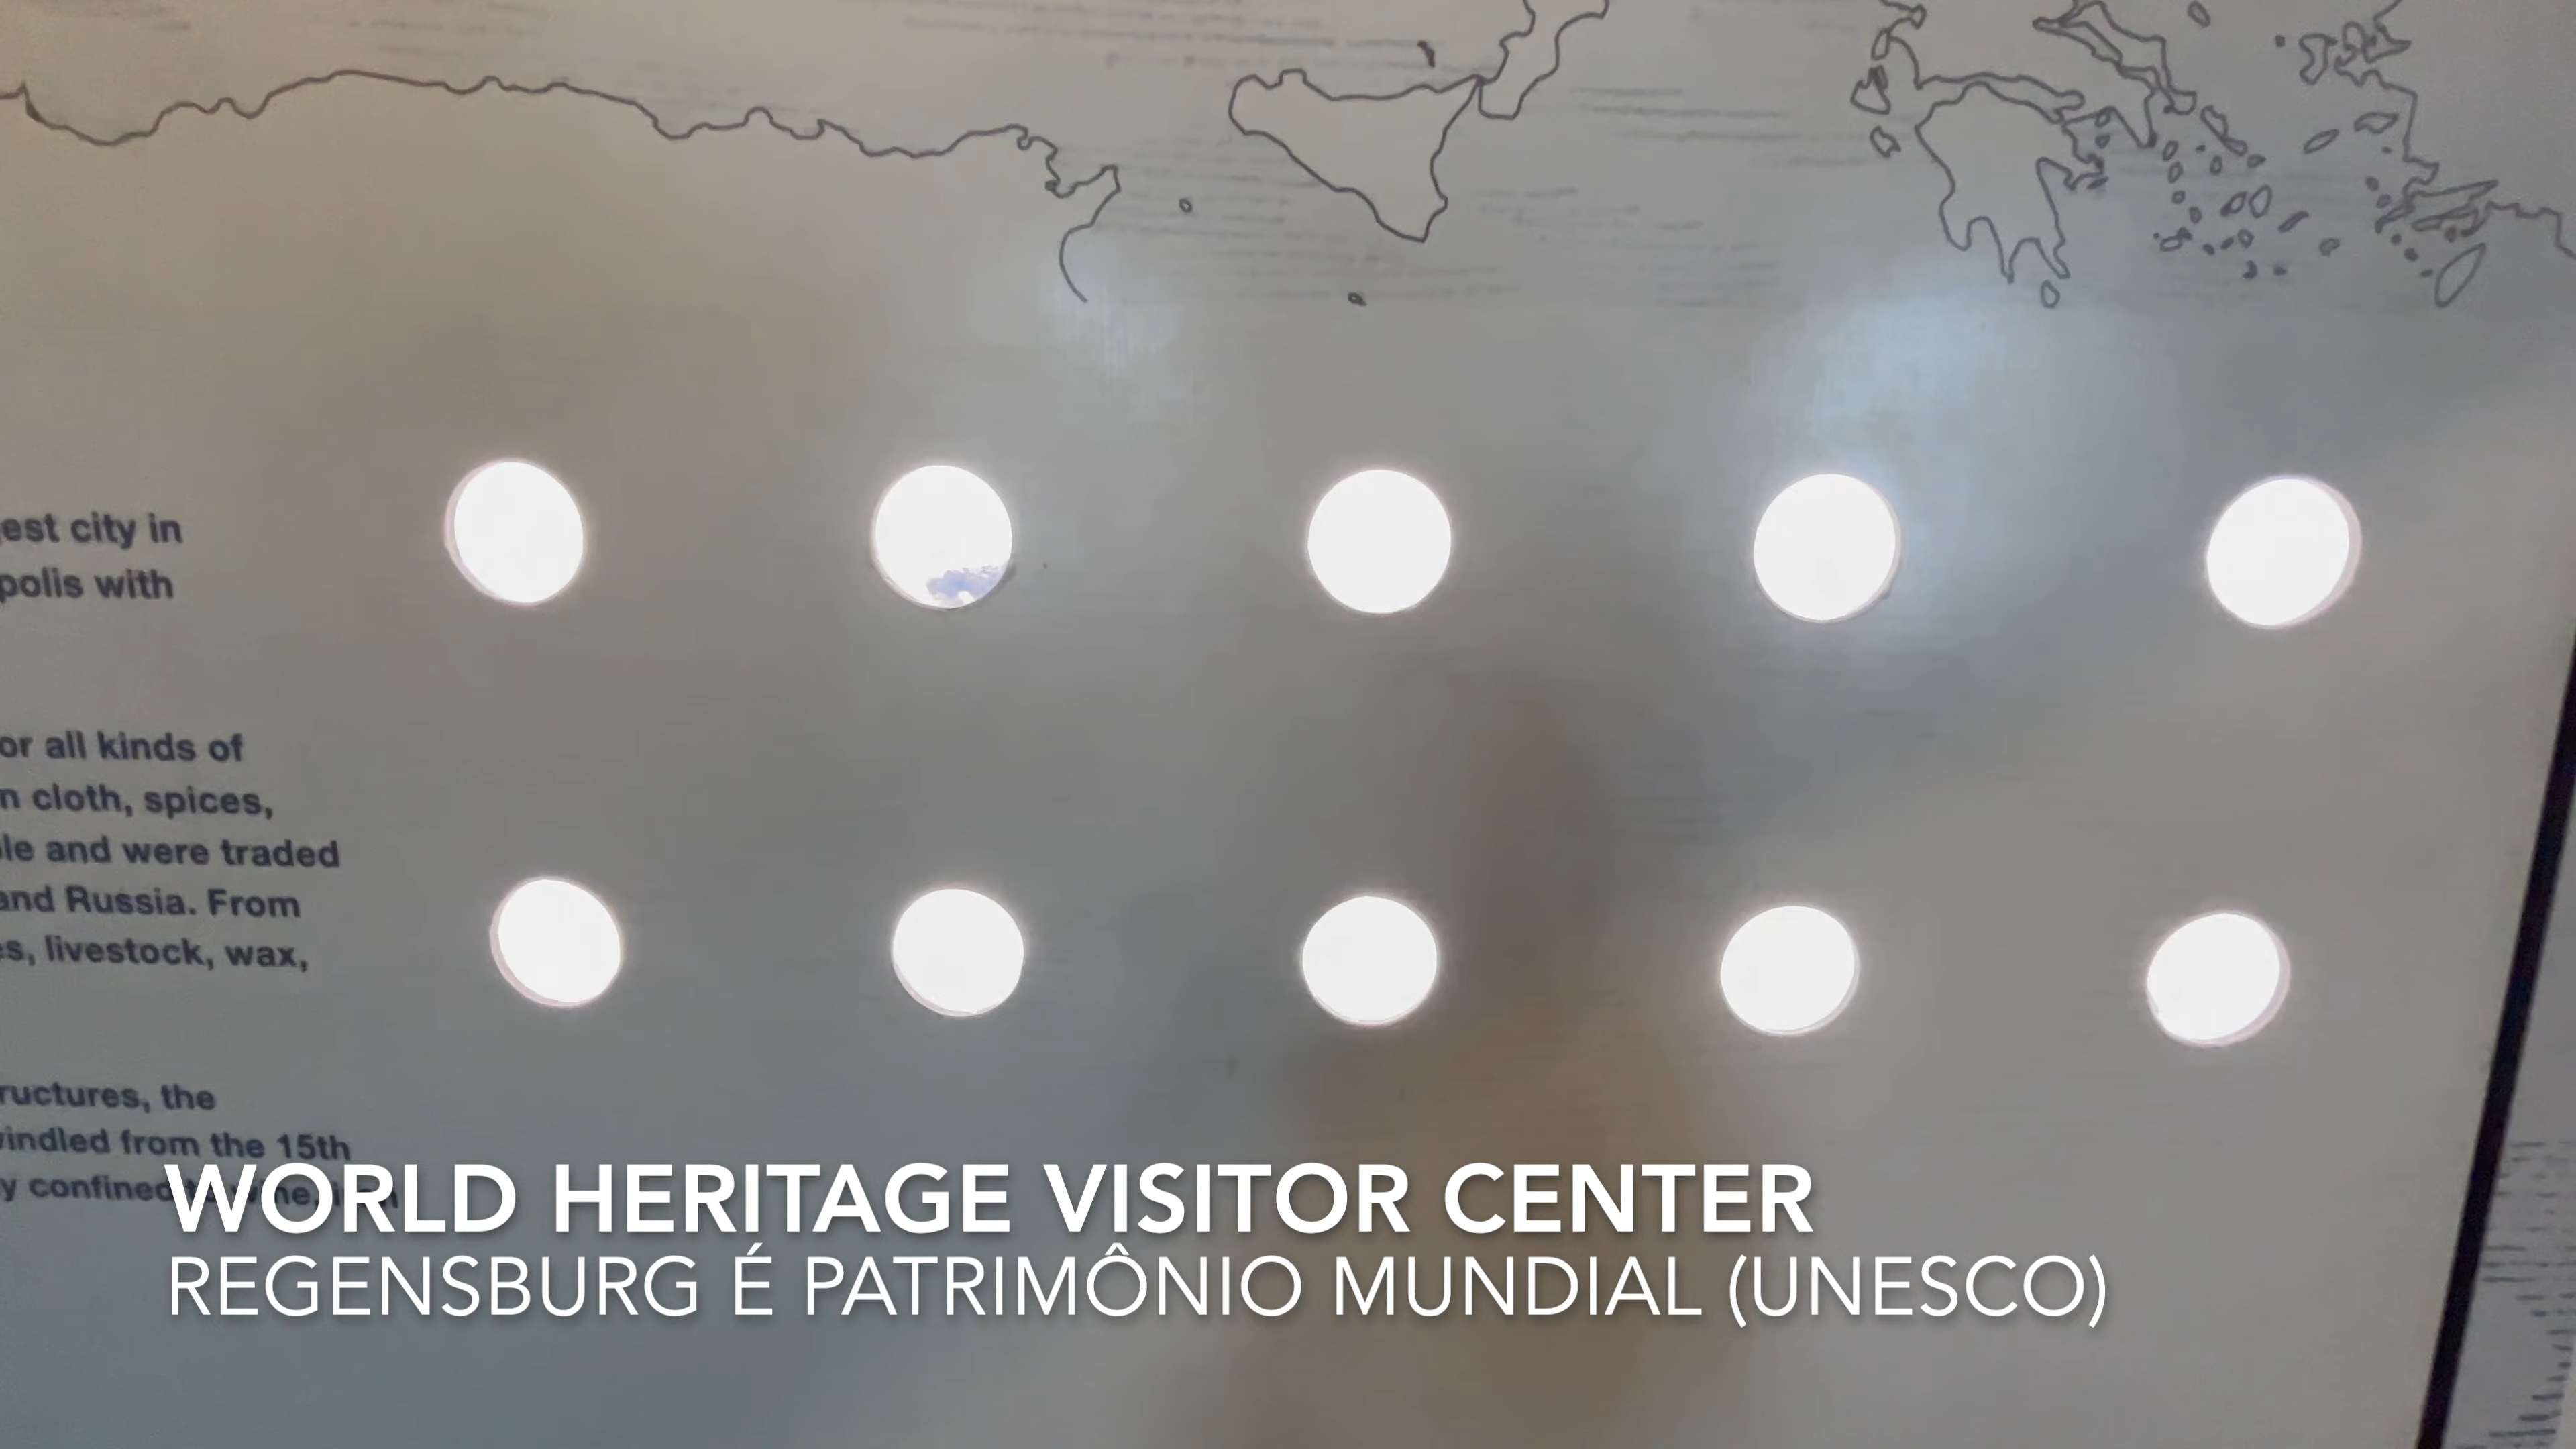 est city in
polis with
or all kinds of
n cloth, spices,
le and were traded
and Russia. From
s, livestock, wax,
ructures, the
indled from the 15th
y confined
WORLD HERITAGE VISITOR CENTER
REGENSBURG É PATRIMÔNIO MUNDIAL (UNESCO)